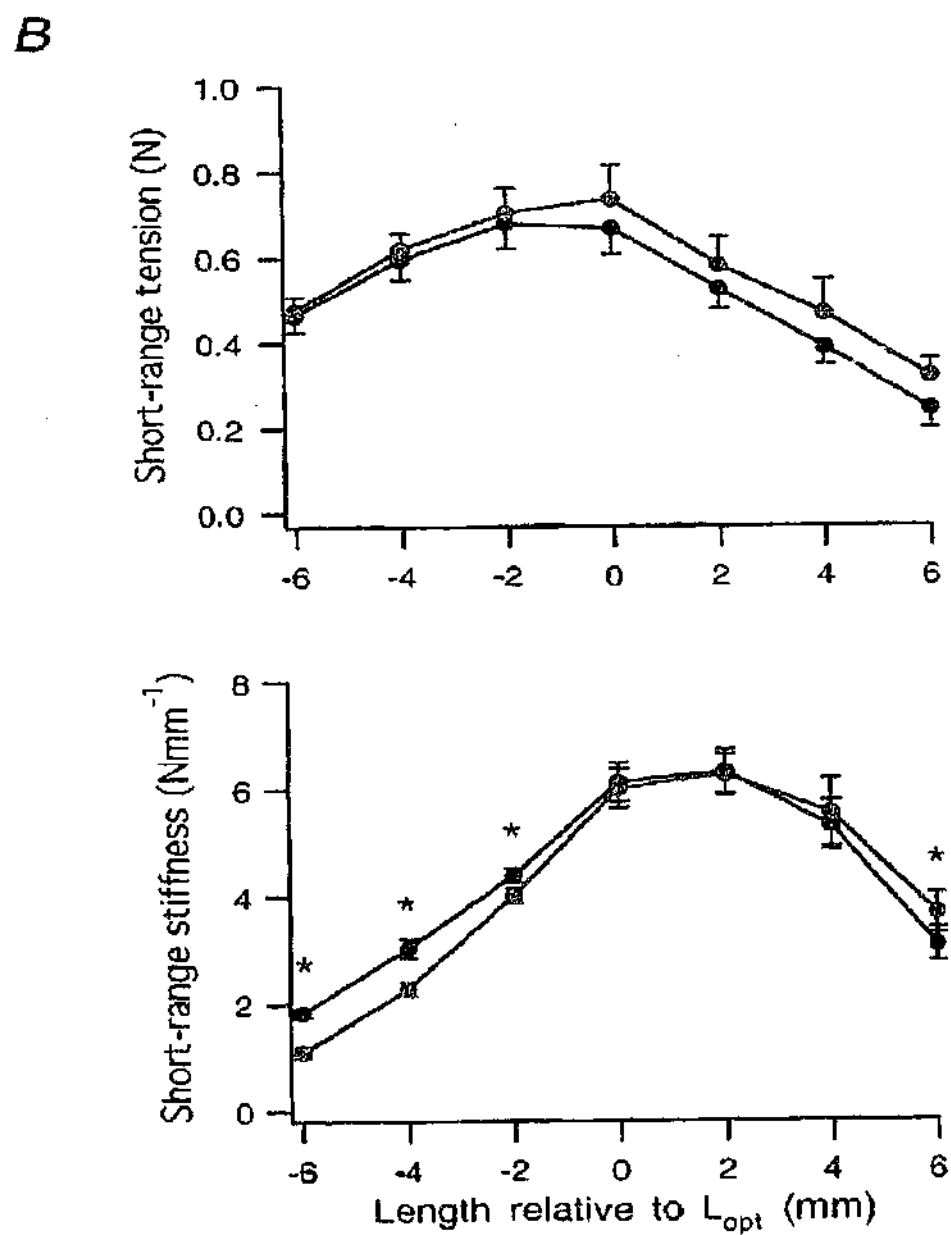 B
Short-range tension (N)
1.0
0.8
0.6
0.4
0.2
0.0
-6 -4 -2 0 2 4 6
Short-range stiffness (Nmm⁻¹)
8
6
4
2
0
* * * *
-6 -4 -2 0 2 4 6
Length relative to Lopt (mm)